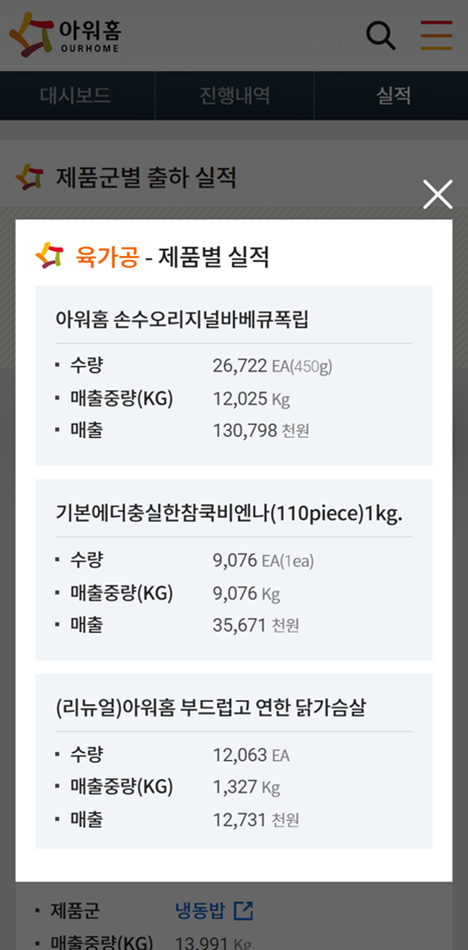 아워홈
OURHOME
대시보드 진행내역 실적
제품군별 출하 실적
육가공 - 제품별 실적
아워홈 손수오리지널바베큐폭립
수량 26,722 EA(450g)
매출중량(KG) 12,025 Kg
매출 130,798 천원
기본에더충실한참쿡비엔나(110piece)1kg.
수량 9,076 EA(1ea)
매출중량(KG) 9,076 Kg
매출 35,671 천원
(리뉴얼)아워홈 부드럽고 연한 닭가슴살
수량 12,063 EA
매출중량(KG) 1,327 Kg
매출 12,731 천원
제품군 냉동밥
매출중량(KG) 13,991 Kg